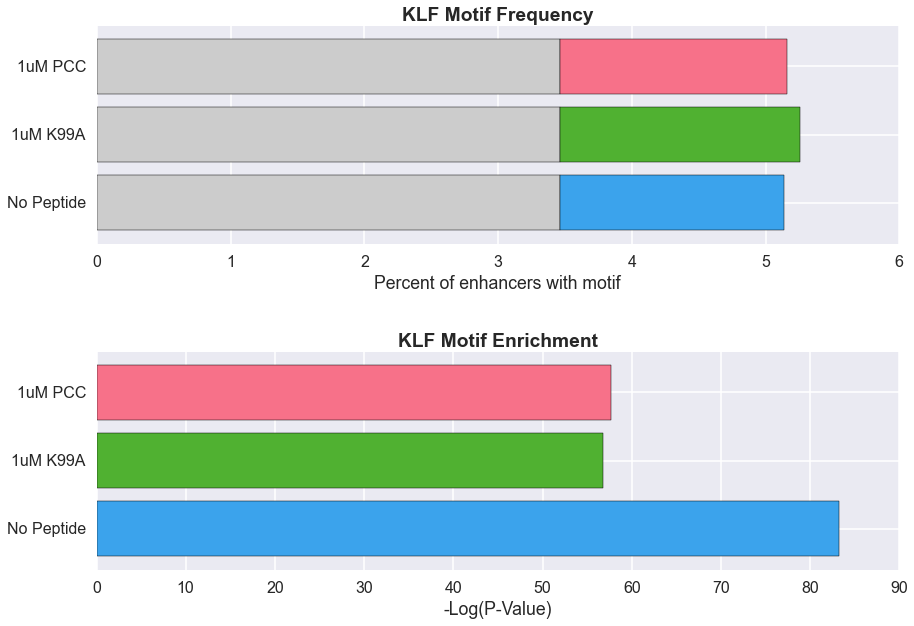 KLF Motif Frequency
1uM PCC
1uM K99A
No Peptide
0 1 2 3 4 5 6
Percent of enhancers with motif
KLF Motif Enrichment
1uM PCC
1uM K99A
No Peptide
0 10 20 30 40 50 60 70 80 90
-Log(P-Value)